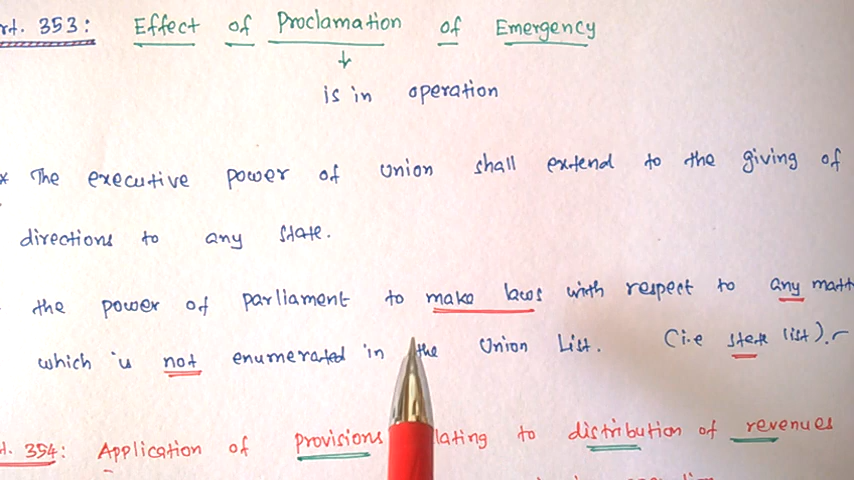 rt. 353: Effect of Proclamation of Emergency
is in operation
* The executive power of Union shall extend to the giving of
directions to any state.
the power of parliament to make laws with respect to any matt
which is not enumerated in the Union List. (i.e state list).
t. 354: Application of provisions lating to distribution of revenues